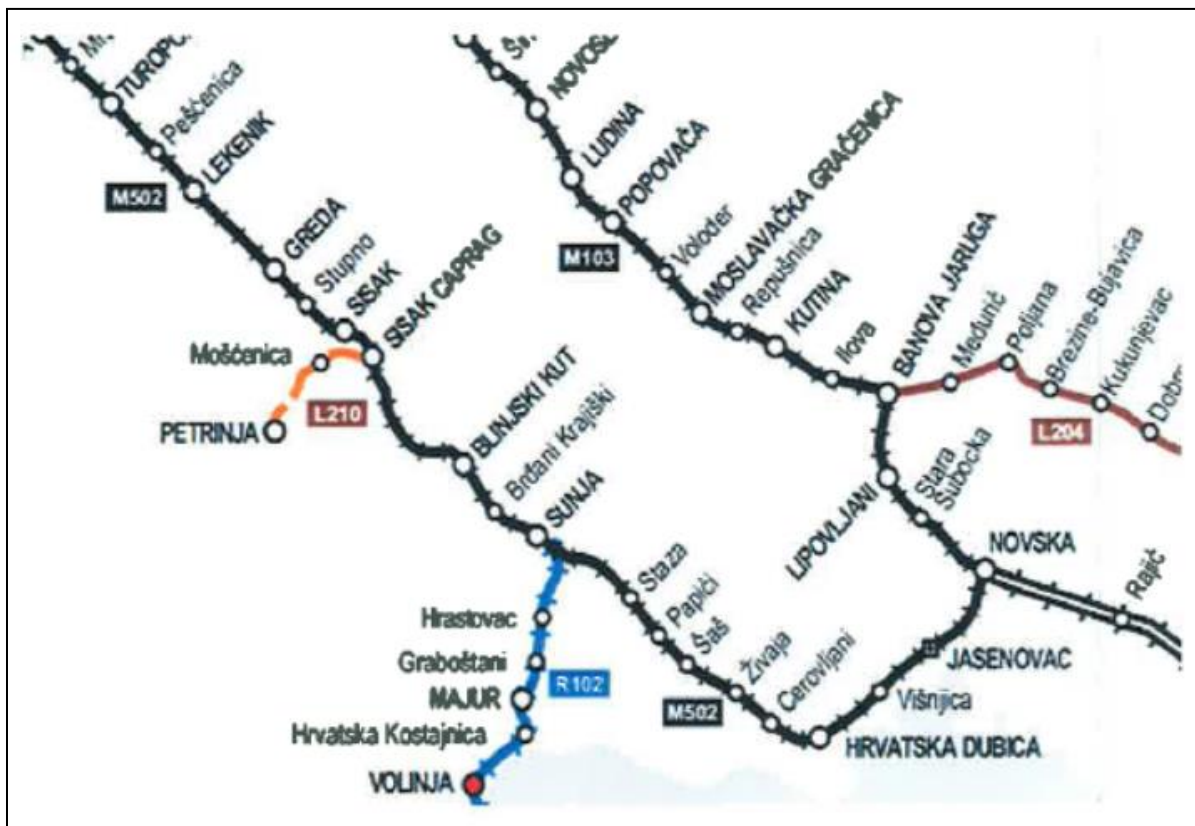 Pešćenica
LEKENIK
M502
GREDA
Stupno
SISAK
SISAK CAPRAG
Mošćenica
L210
PETRINJA
BLINJSKI KUT
Brđani Krajiški
SUNJA
Hrastovac
Graboštani
R102
MAJUR
Hrvatska Kostajnica
VOLINJA
Staza
Papići
Šaš
M502
Živaja
Cerovljani
HRVATSKA DUBICA
Višnjica
JASENOVAC
NOVSKA
Rajić
LUDINA
POPOVAČA
M103
Voloder
MOSLAVAČKA GRAČENICA
Repušnica
KUTINA
Ilova
BANOVA JARUGA
Međurić
Poljana
Brezine-Bujavica
Kukunjevac
L204
LIPOVLJANI
Stara
Subocka